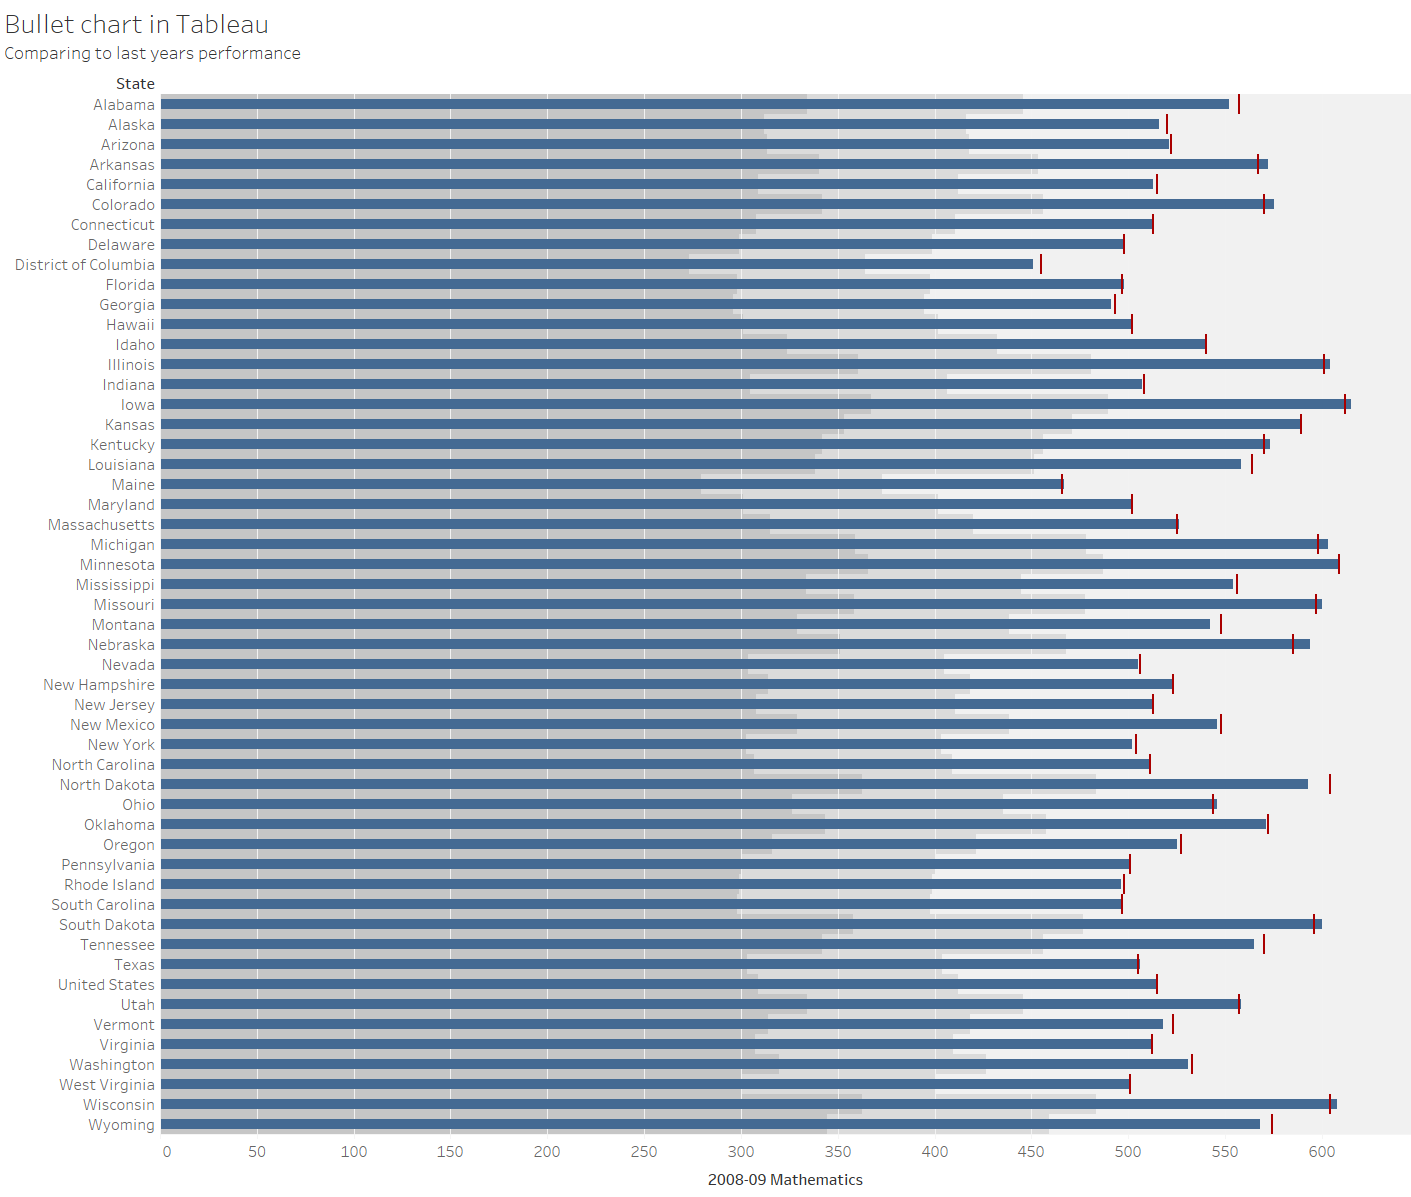 Bullet chart in Tableau
Comparing to last years performance
State
Alabama
Alaska
Arizona
Arkansas
California
Colorado
Connecticut
Delaware
District of Columbia
Florida
Georgia
Hawaii
Idaho
Illinois
Indiana
Iowa
Kansas
Kentucky
Louisiana
Maine
Maryland
Massachusetts
Michigan
Minnesota
Mississippi
Missouri
Montana
Nebraska
Nevada
New Hampshire
New Jersey
New Mexico
New York
North Carolina
North Dakota
Ohio
Oklahoma
Oregon
Pennsylvania
Rhode Island
South Carolina
South Dakota
Tennessee
Texas
United States
Utah
Vermont
Virginia
Washington
West Virginia
Wisconsin
Wyoming
0 50 100 150 200 250 300 350 400 450 500 550 600
2008-09 Mathematics